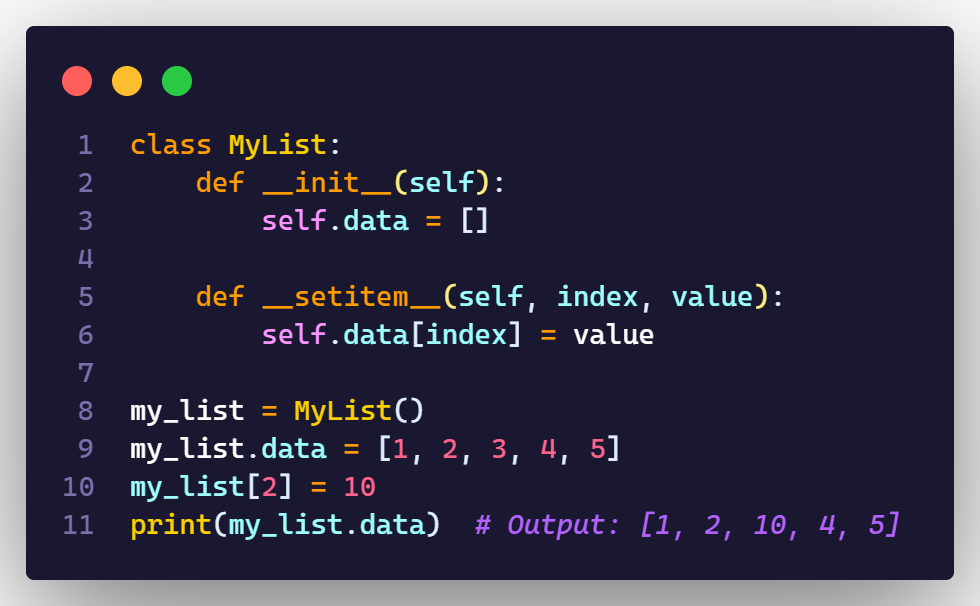 1 class MyList:
2     def __init__(self):
3         self.data = []
4
5     def __setitem__(self, index, value):
6         self.data[index] = value
7
8 my_list = MyList()
9 my_list.data = [1, 2, 3, 4, 5]
10 my_list[2] = 10
11 print(my_list.data)  # Output: [1, 2, 10, 4, 5]